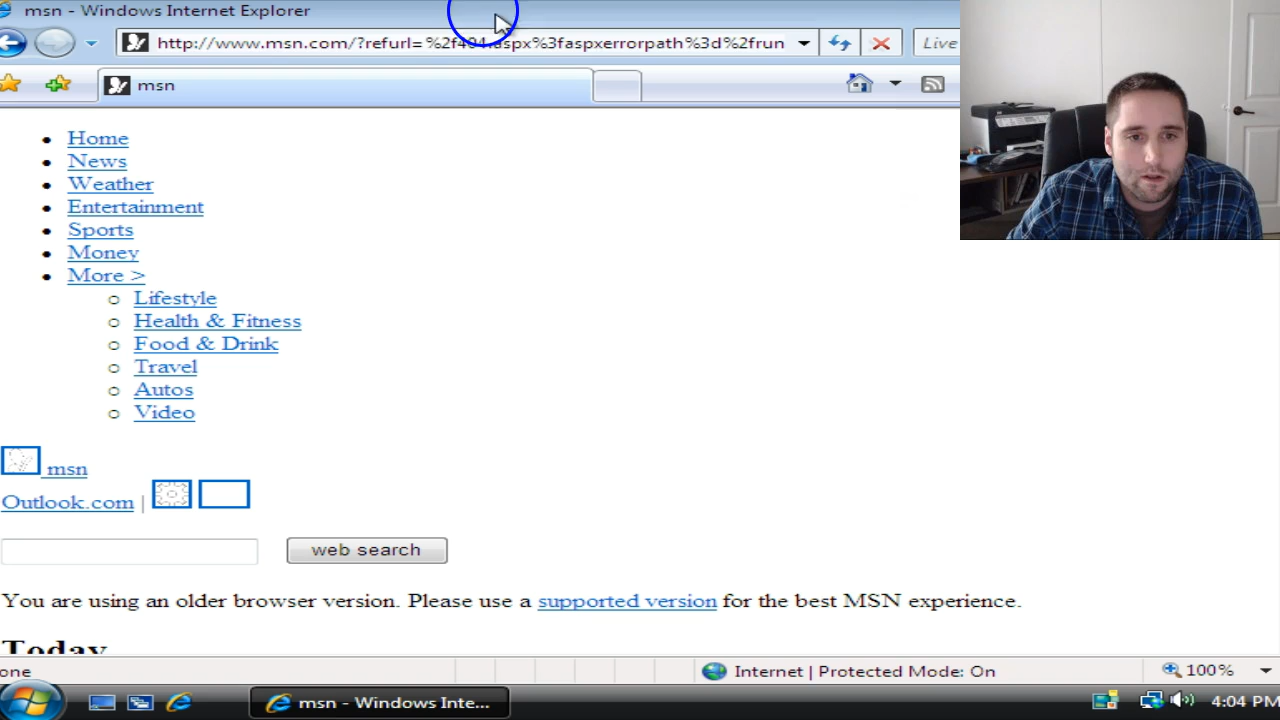 msn - Windows Internet Explorer
http://www.msn.com/?refurl=%2f404.aspx%3faspxerrorpath%3d%2frun
Live
msn
Home
News
Weather
Entertainment
Sports
Money
More >
Lifestyle
Health & Fitness
Food & Drink
Travel
Autos
Video
msn
Outlook.com |
web search
You are using an older browser version. Please use a supported version for the best MSN experience.
Today
one
Internet | Protected Mode: On
100%
msn - Windows Inte...
4:04 PM